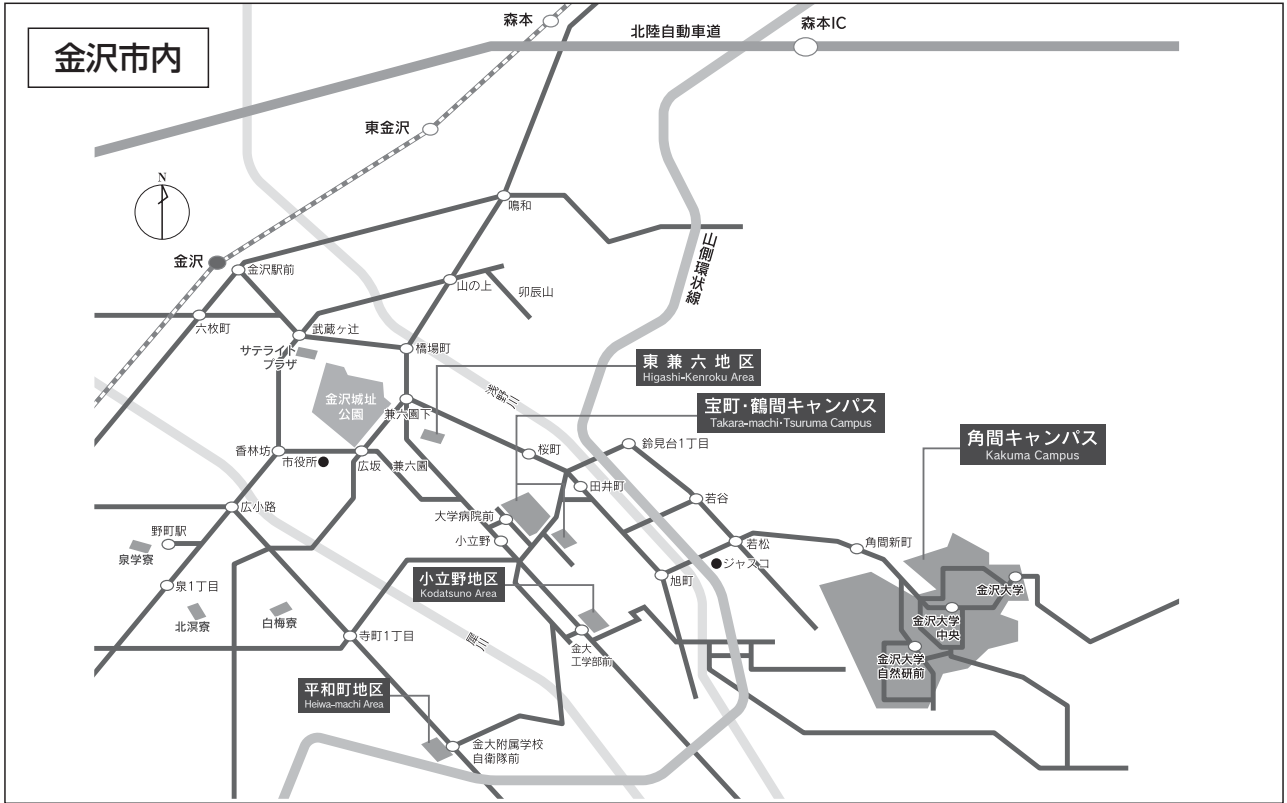 金沢市内
森本
北陸自動車道
森本IC
東金沢
N
鳴和
金沢
金沢駅前
山側環状線
山の上
卯辰山
六枚町
武蔵ヶ辻
サテライト
プラザ
橋場町
東兼六地区
Higashi-Kenroku Area
浅野川
金沢城址
公園
兼六園下
宝町・鶴間キャンパス
Takara-machi・Tsuruma Campus
角間キャンパス
Kakuma Campus
香林坊
市役所
広坂
兼六園
桜町
鈴見台1丁目
田井町
若谷
広小路
大学病院前
小立野
野町駅
泉学寮
若松
ジャスコ
角間新町
泉1丁目
小立野地区
Kodatsuno Area
旭町
金沢大学
北溟寮
白梅寮
寺町1丁目
犀川
金大
工学部前
金沢大学
中央
金沢大学
自然研前
平和町地区
Heiwa-machi Area
金大附属学校
自衛隊前